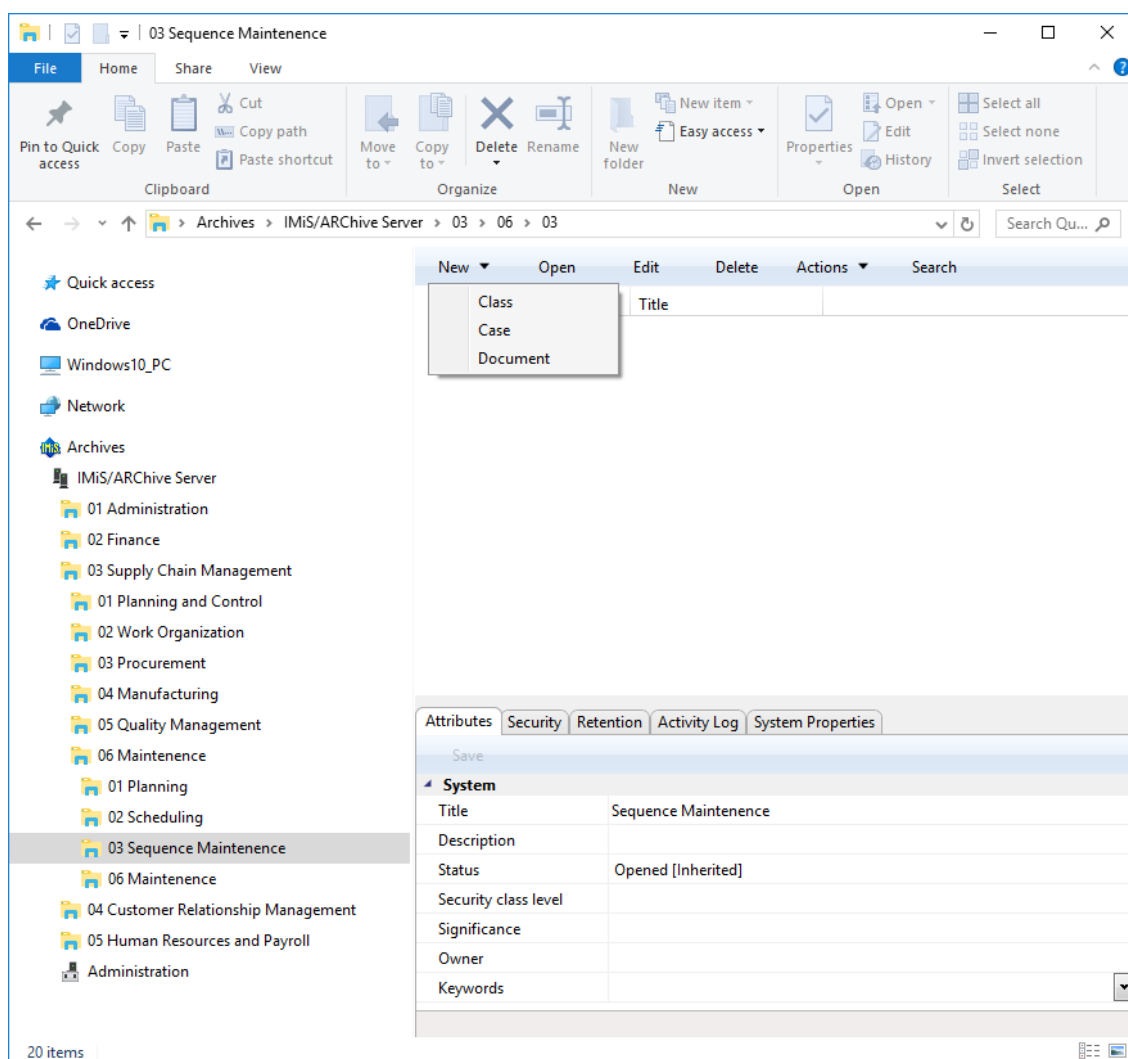 03 Sequence Maintenence
File Home Share View
Pin to Quick access
Copy
Paste
Cut
Copy path
Paste shortcut
Clipboard
Move to
Copy to
Delete
Rename
Organize
New folder
New item
Easy access
New
Properties
Open
Edit
History
Open
Select all
Select none
Invert selection
Select
Archives > IMiS/ARChive Server > 03 > 06 > 03
Search Qu...
Quick access
OneDrive
Windows10_PC
Network
Archives
IMiS/ARChive Server
01 Administration
02 Finance
03 Supply Chain Management
01 Planning and Control
02 Work Organization
03 Procurement
04 Manufacturing
05 Quality Management
06 Maintenence
01 Planning
02 Scheduling
03 Sequence Maintenence
06 Maintenence
04 Customer Relationship Management
05 Human Resources and Payroll
Administration
New Open Edit Delete Actions Search
Title
Class
Case
Document
Attributes Security Retention Activity Log System Properties
Save
System
Title Sequence Maintenence
Description
Status Opened [Inherited]
Security class level
Significance
Owner
Keywords
20 items